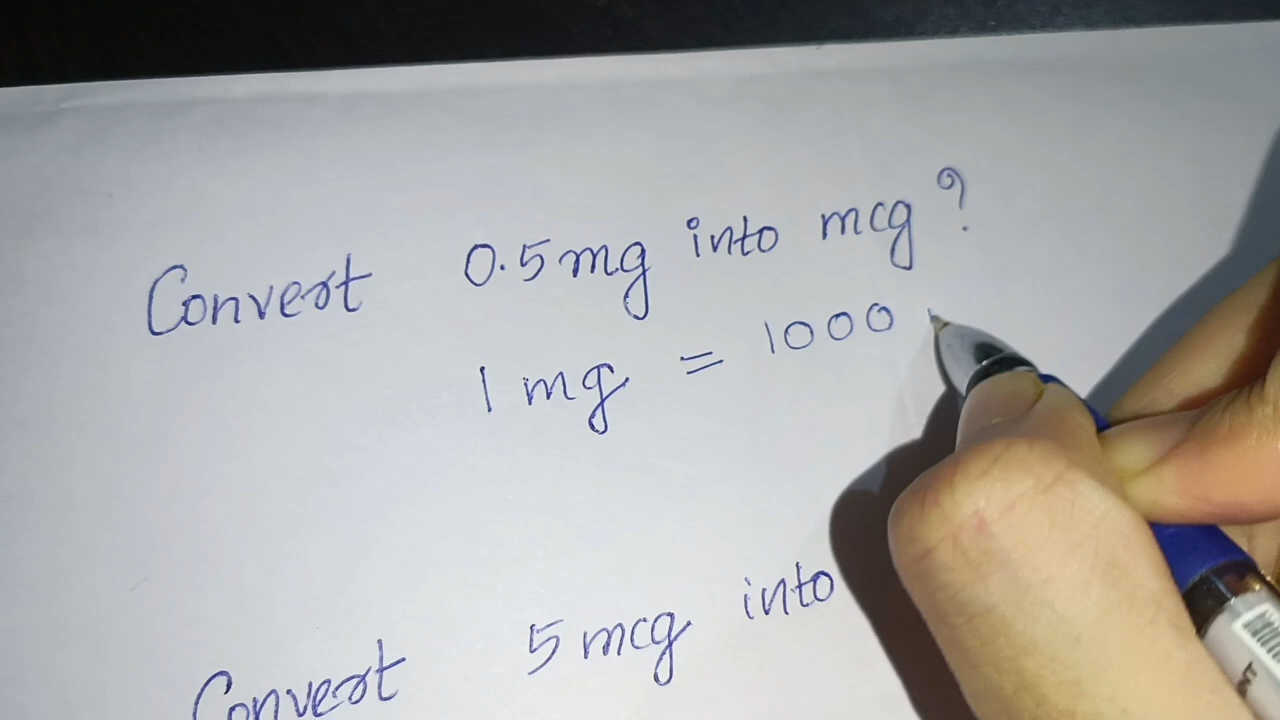 Convert 0.5mg into mcg?
1 mg = 1000
Convert 5 mcg into